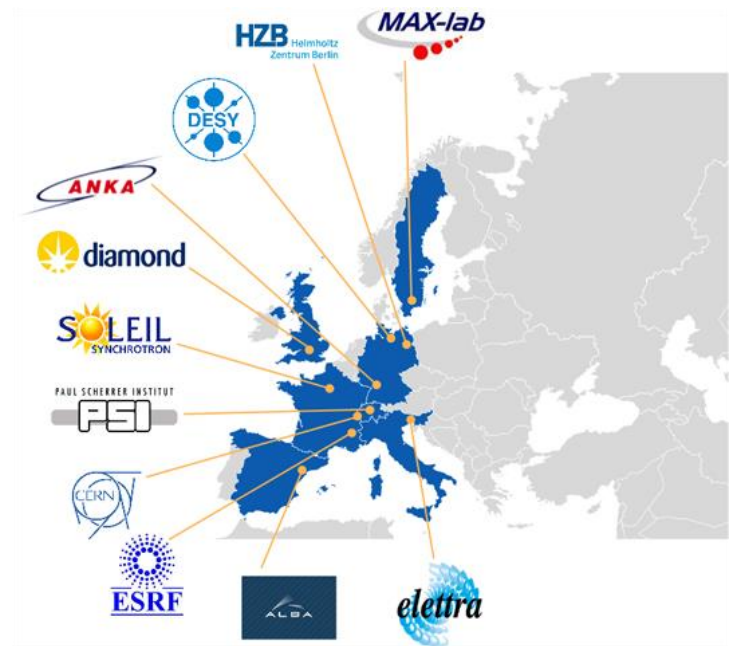 HZB Helmholtz
Zentrum Berlin
MAX-lab
DESY
ANKA
diamond
SOLEIL
SYNCHROTRON
PAUL SCHERRER INSTITUT
PSI
CERN
ESRF
ALBA
elettra